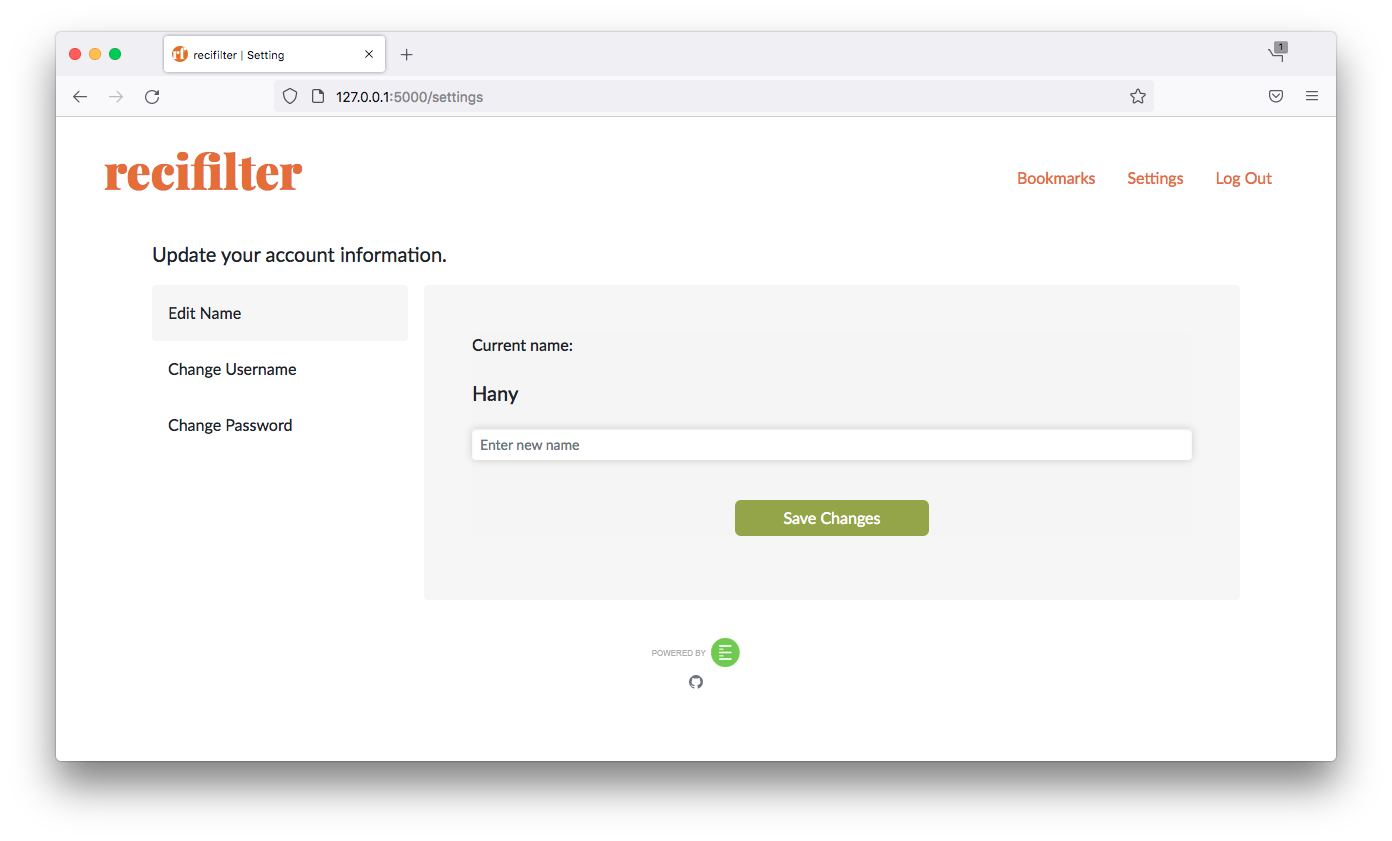 rf recifilter | Setting
1
127.0.0.1:5000/settings
recifilter
Bookmarks Settings Log Out
Update your account information.
Edit Name
Change Username
Change Password
Current name:
Hany
Enter new name
Save Changes
POWERED BY